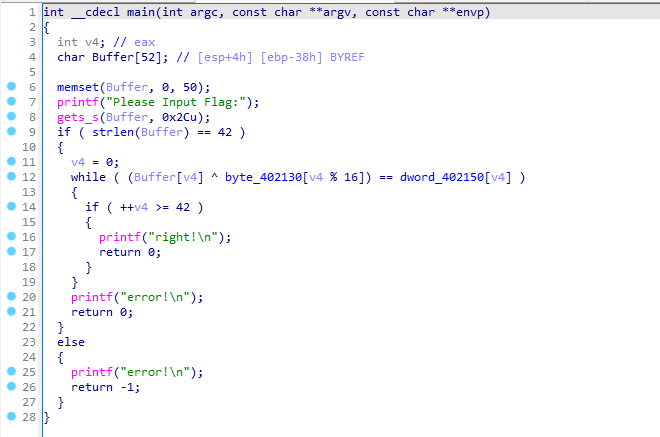 1 int __cdecl main(int argc, const char **argv, const char **envp)
2 {
3   int v4; // eax
4   char Buffer[52]; // [esp+4h] [ebp-38h] BYREF
5
6   memset(Buffer, 0, 50);
7   printf("Please Input Flag:");
8   gets_s(Buffer, 0x2Cu);
9   if ( strlen(Buffer) == 42 )
10   {
11     v4 = 0;
12     while ( (Buffer[v4] ^ byte_402130[v4 % 16]) == dword_402150[v4] )
13     {
14       if ( ++v4 >= 42 )
15       {
16         printf("right!\n");
17         return 0;
18       }
19     }
20     printf("error!\n");
21     return 0;
22   }
23   else
24   {
25     printf("error!\n");
26     return -1;
27   }
28 }